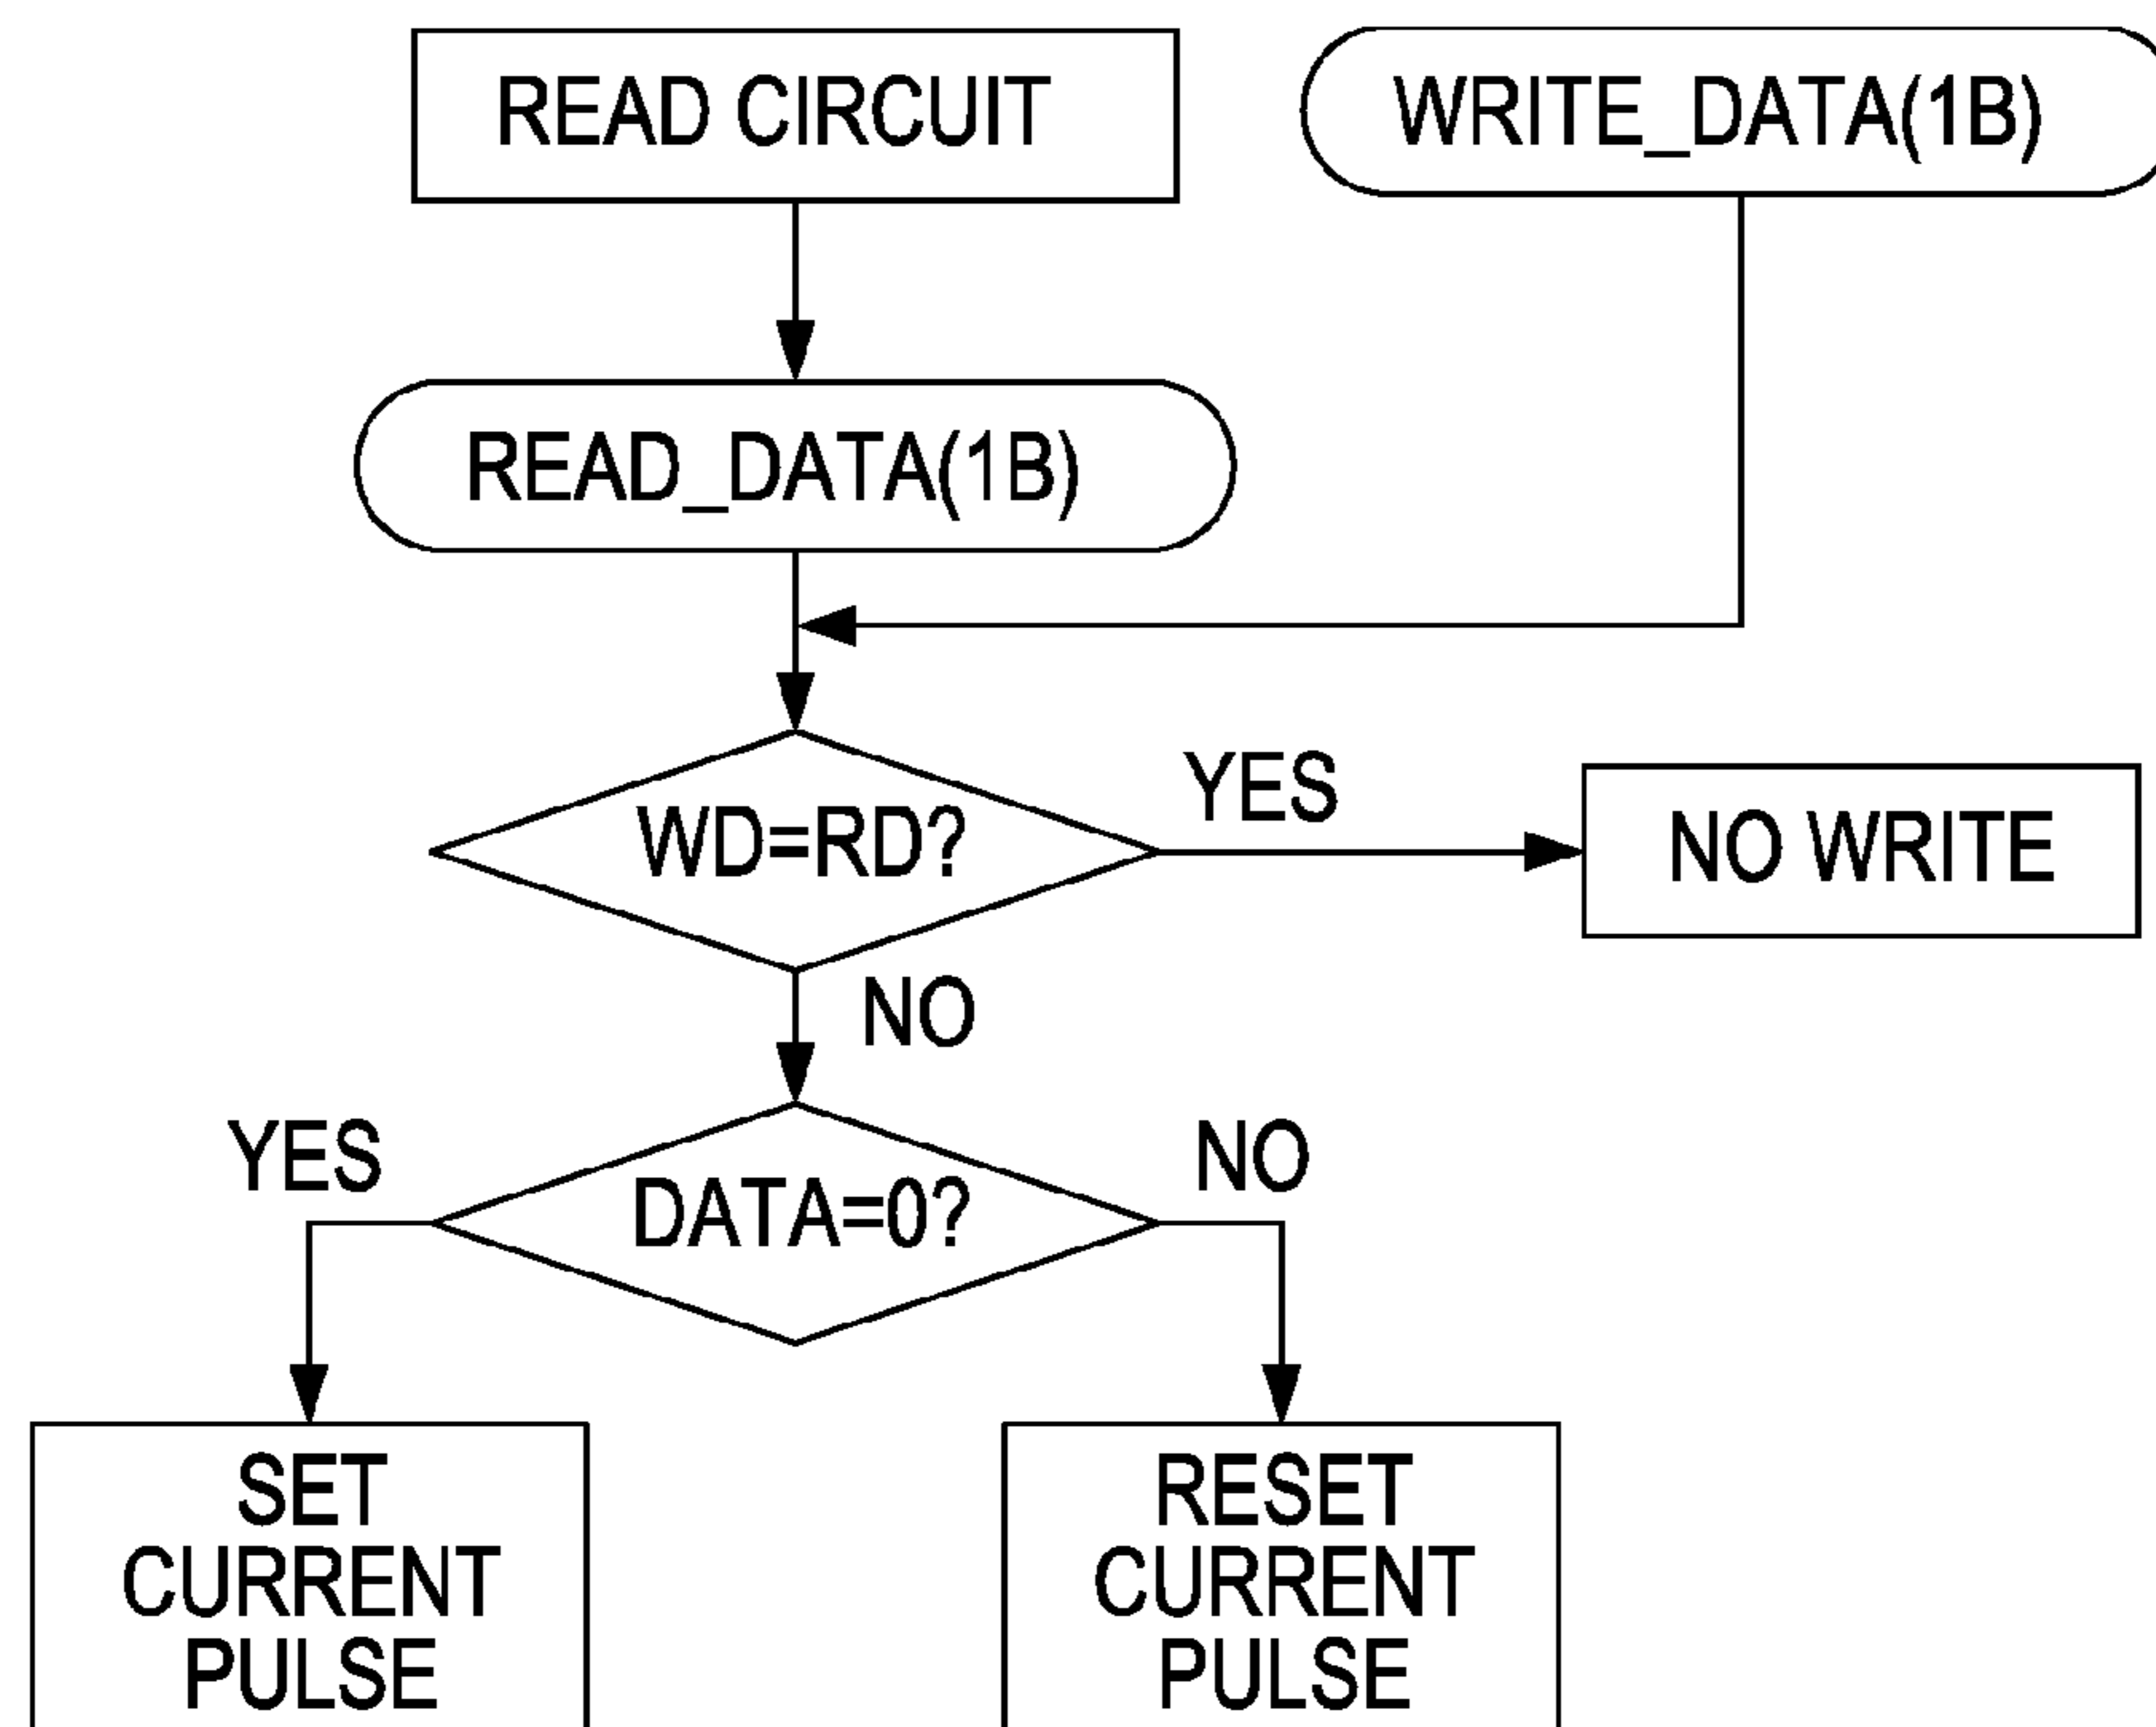 READ CIRCUIT
WRITE_DATA(1B)
READ_DATA(1B)
WD=RD?
YES
NO WRITE
NO
YES
DATA=0?
NO
SET
CURRENT
PULSE
RESET
CURRENT
PULSE